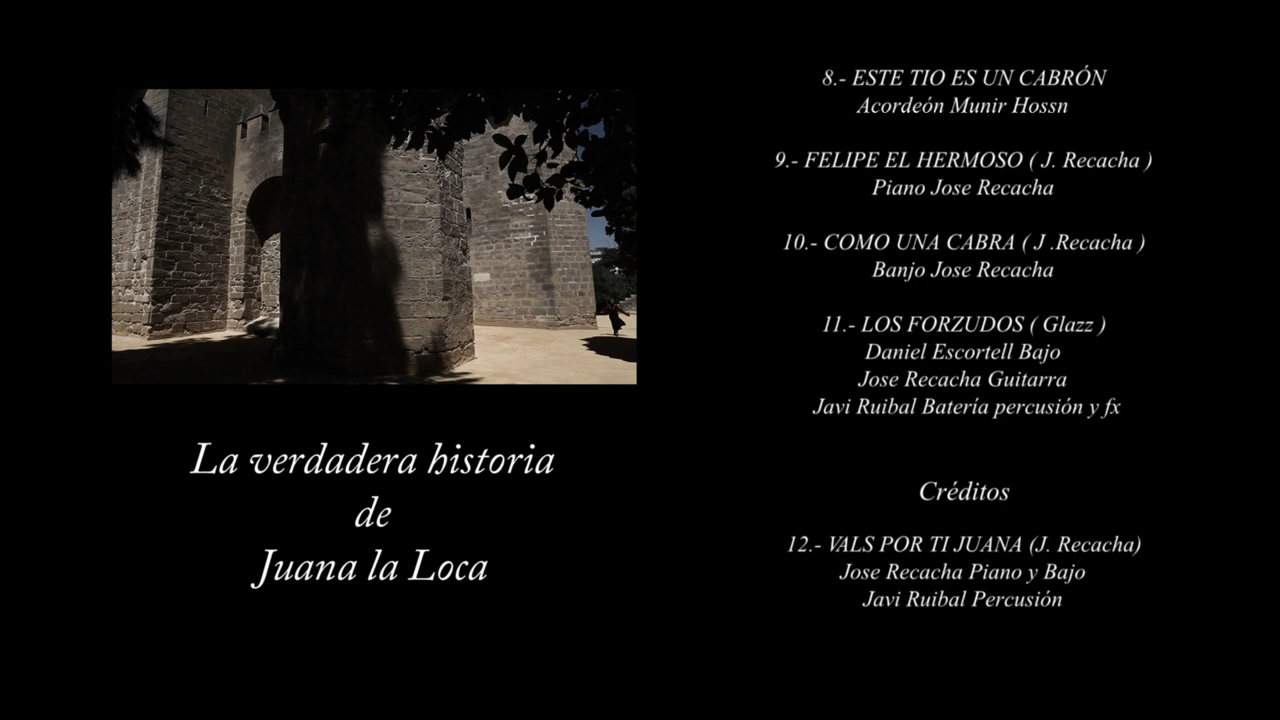 La verdadera historia
de
Juana la Loca
8.- ESTE TIO ES UN CABRÓN
Acordeón Munir Hossn
9.- FELIPE EL HERMOSO ( J. Recacha )
Piano Jose Recacha
10.- COMO UNA CABRA ( J .Recacha )
Banjo Jose Recacha
11.- LOS FORZUDOS ( Glazz )
Daniel Escortell Bajo
Jose Recacha Guitarra
Javi Ruibal Batería percusión y fx
Créditos
12.- VALS POR TI JUANA (J. Recacha)
Jose Recacha Piano y Bajo
Javi Ruibal Percusión